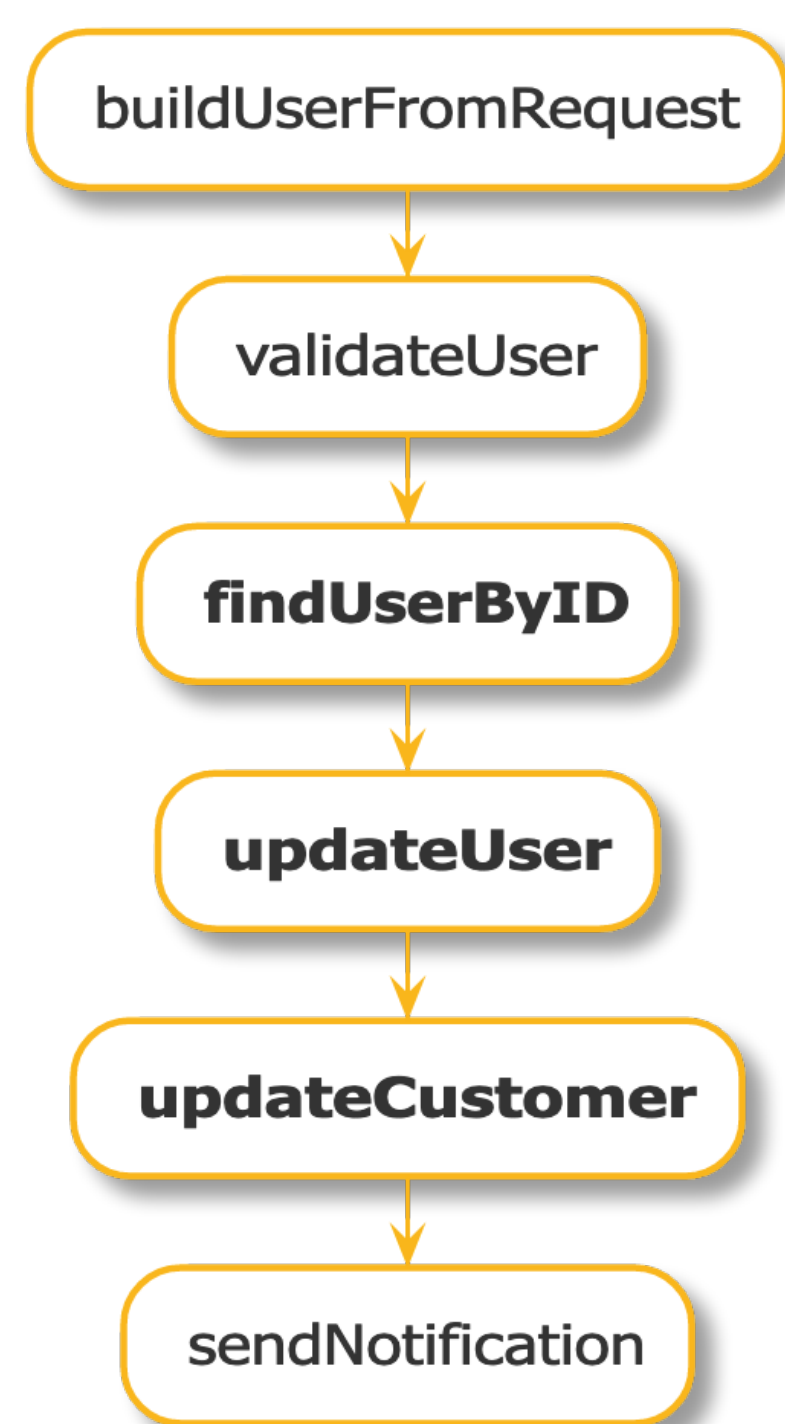 buildUserFromRequest
validateUser
findUserByID
updateUser
updateCustomer
sendNotification